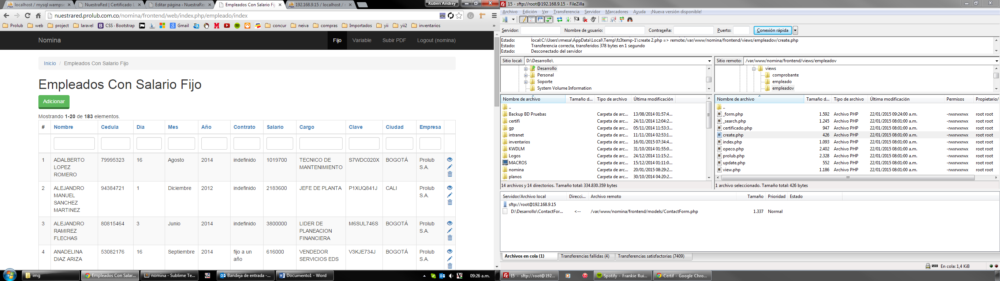 localhost / mysql wampse
NuestraRed | Certificado L
Editar página ‹ NuestraRed
Empleados Con Salario Fij
192.168.9.15 / localhost / n
Ruben Andrey
nuestrared.prolub.com.co/nomina/frontend/web/index.php/empleado/index
Prolub web project laravel CSS · Bootstrap Gmail concur neiva compras Importados yii yii2 inventarios »
Nomina Fijo Variable Subir PDF Logout (nomina)
Inicio / Empleados Con Salario Fijo
Empleados Con Salario Fijo
Adicionar
Mostrando 1-20 de 183 elementos.
# Nombre Cedula Dia Mes Año Contrato Salario Cargo Clave Ciudad Empresa
1 ADALBERTO LOPEZ ROMERO 79995323 16 Agosto 2014 indefinido 1019700 TECNICO DE MANTENIMIENTO S7WDC020X BOGOTÁ Prolub S.A.
2 ALEJANDRO MANUEL SANCHEZ MARTINEZ 94384721 1 Diciembre 2012 indefinido 2183600 JEFE DE PLANTA P1XUQ841J CALI Prolub S.A.
3 ALEJANDRO RAMIREZ FLECHAS 80815464 3 Junio 2014 indefinido 3800000 LIDER DE PLANEACION FINANCIERA M6SUL746S BOGOTÁ Prolub S.A.
4 ANADELINA DIAZ ARIZA 53082176 16 Septiembre 2014 fijo a un año 616000 VENDEDOR SERVICIOS EDS V3KJE734J BOGOTÁ Prolub S.A.
img
Empleados Con Salar...
nomina - Sublime Te...
Bandeja de entrada -...
Documento1 - Word
09:26 a.m.
15 - sftp://root@192.168.9.15 - FileZilla
Archivo Edición Ver Transferencia Servidor Marcadores Ayuda ¡Nueva versión disponible!
Servidor: Nombre de usuario: Contraseña: Puerto: Conexión rápida
Estado: local:C:\Users\rmesa\AppData\Local\Temp\fz3temp-1\create 2.php => remote:/var/www/nomina/frontend/views/empleadov/create.php
Estado: Transferencia correcta, transferidos 378 bytes en 1 segundo
Estado: Desconectado del servidor
Sitio local: D:\Desarrollo\
Desarrollo
Personal
Soporte
System Volume Information
Nombre de archivo Tamaño d... Tipo de archivo Última modificación
..
Backup BD Pruebas Carpeta de arc... 13/08/2014 01:57:4...
certifi Carpeta de arc... 24/11/2014 12:04:2...
gp Carpeta de arc... 05/11/2014 11:53:3...
intranet Carpeta de arc... 11/11/2014 02:53:1...
inventarios Carpeta de arc... 16/01/2015 07:34:4...
KWDLM Carpeta de arc... 31/10/2014 01:55:0...
Logos Carpeta de arc... 24/12/2014 11:15:2...
MACROS Carpeta de arc... 15/12/2014 01:11:0...
nomina Carpeta de arc... 20/01/2015 08:29:2...
planos Carpeta de arc... 30/10/2014 04:20:2...
14 archivos y 14 directorios. Tamaño total: 334.830.359 bytes
Sitio remoto: /var/www/nomina/frontend/views/empleadov
views
comprobante
empleado
empleadov
Nombre de archivo Tamaño d... Tipo de archivo Última modificación Permisos Propietario/
..
_form.php 1.592 Archivo PHP 22/01/2015 09:24:00 a.m. -rwxrwxrwx root root
_search.php 1.245 Archivo PHP 22/01/2015 08:01:00 a.m. -rwxrwxrwx root root
certificado.php 947 Archivo PHP 22/01/2015 08:01:00 a.m. -rwxrwxrwx root root
create.php 426 Archivo PHP 22/01/2015 08:01:00 a.m. -rwxrwxrwx root root
index.php 1.093 Archivo PHP 22/01/2015 08:01:00 a.m. -rwxrwxrwx root root
opeco.php 2.402 Archivo PHP 22/01/2015 08:01:00 a.m. -rwxrwxrwx root root
prolub.php 2.328 Archivo PHP 22/01/2015 08:01:00 a.m. -rwxrwxrwx root root
update.php 552 Archivo PHP 22/01/2015 08:01:00 a.m. -rwxrwxrwx root root
view.php 1.186 Archivo PHP 22/01/2015 08:01:00 a.m. -rwxrwxrwx root root
1 archivo seleccionado. Tamaño total: 426 bytes
Servidor/Archivo local Direcci... Archivo remoto Tamaño Prioridad Estado
sftp://root@192.168.9.15
D:\Desarrollo\ContactFor... <-- /var/www/nomina/frontend/models/ContactForm.php 1.337 Normal
Archivos en cola (1) Transferencias fallidas (4) Transferencias satisfactorias (7409)
En cola: 1,4 KiB
15 - sftp://root@192...
Spotify - Frankie Rui...
Certif - Google Chro...